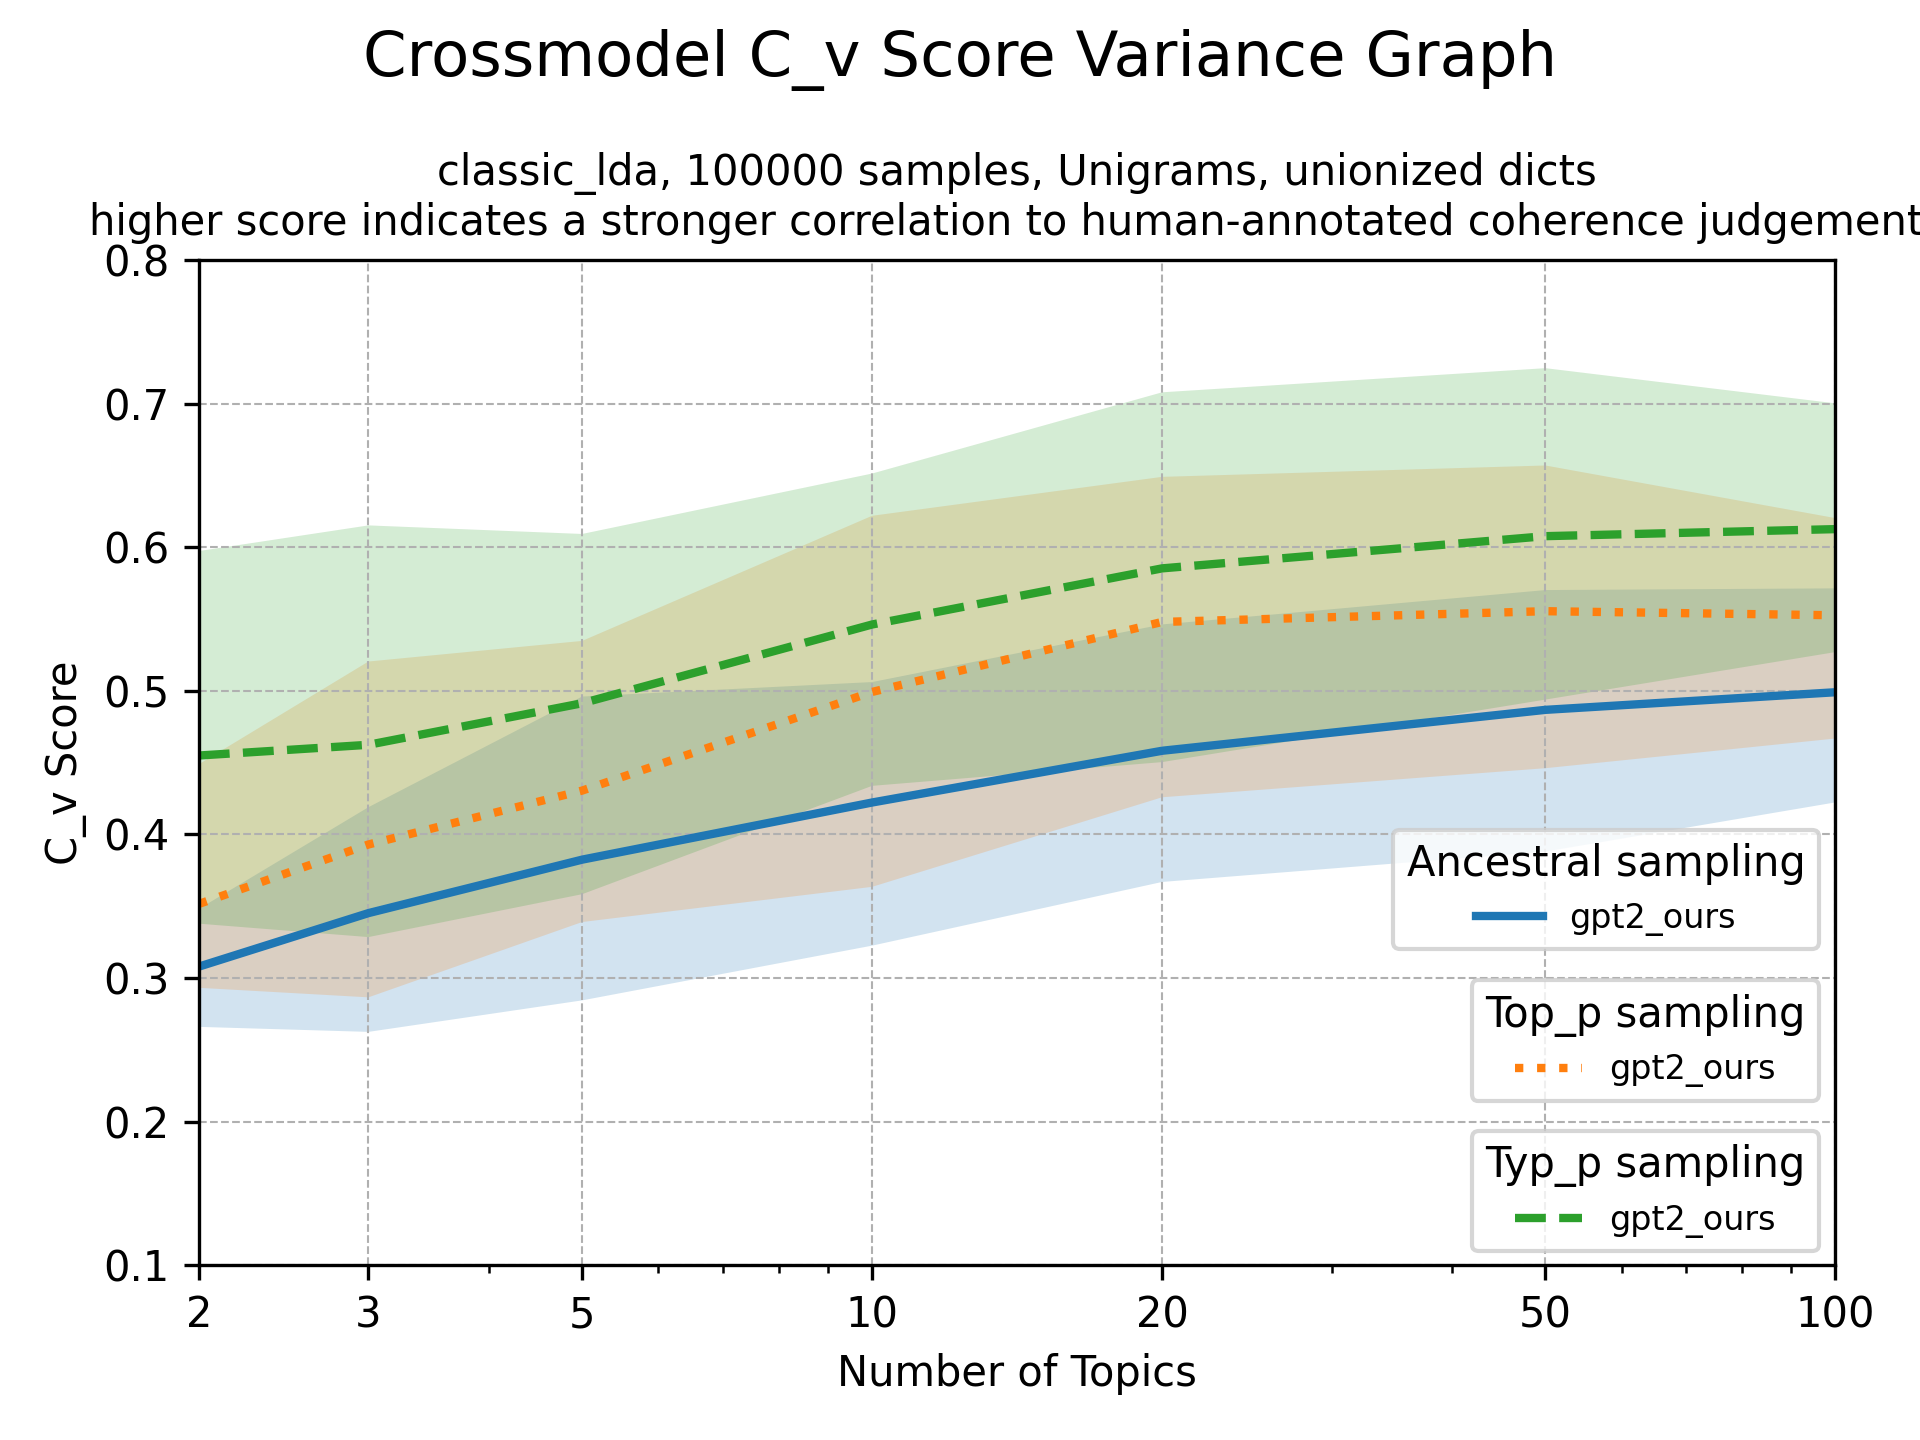 Crossmodel C_v Score Variance Graph
classic_lda, 100000 samples, Unigrams, unionized dicts
higher score indicates a stronger correlation to human-annotated coherence judgement
0.8
0.7
0.6
0.5
0.4
0.3
0.2
0.1
C_v Score
Ancestral sampling
gpt2_ours
Top_p sampling
gpt2_ours
Typ_p sampling
gpt2_ours
2 3 5 10 20 50 100
Number of Topics